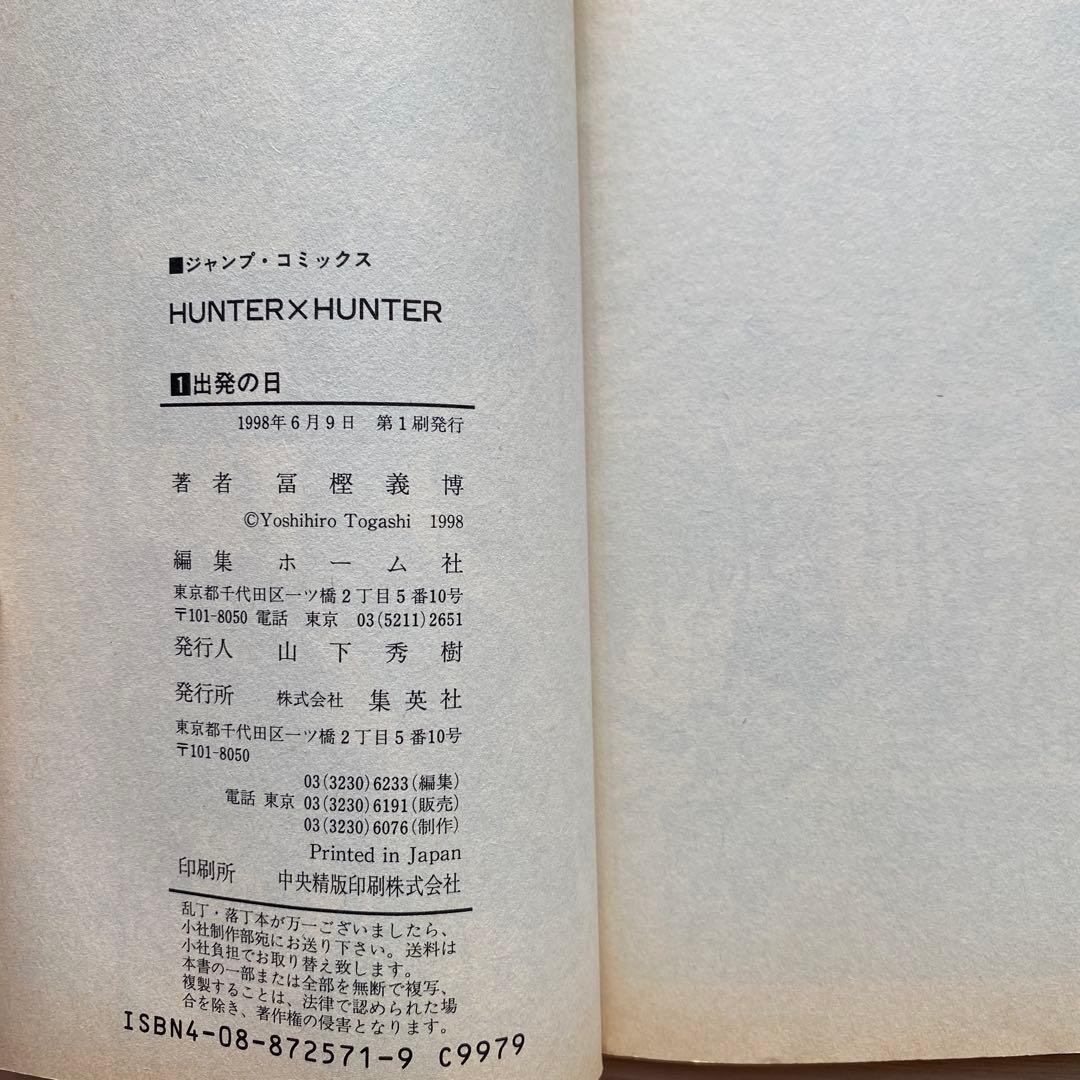 ■ジャンプ・コミックス
HUNTER×HUNTER
1出発の日
1998年6月9日 第1刷発行
著者 冨樫義博
©Yoshihiro Togashi 1998
編集 ホーム社
東京都千代田区一ツ橋2丁目5番10号
〒101-8050 電話 東京 03(5211)2651
発行人 山下秀樹
発行所 株式会社 集英社
東京都千代田区一ツ橋2丁目5番10号
〒101-8050
03(3230)6233(編集)
電話 東京 03(3230)6191(販売)
03(3230)6076(制作)
Printed in Japan
印刷所 中央精版印刷株式会社
乱丁・落丁本が万一ございましたら、
小社制作部宛にお送り下さい。送料は
小社負担でお取り替え致します。
本書の一部または全部を無断で複写、
複製することは、法律で認められた場
合を除き、著作権の侵害となります。
ISBN4-08-872571-9 C9979